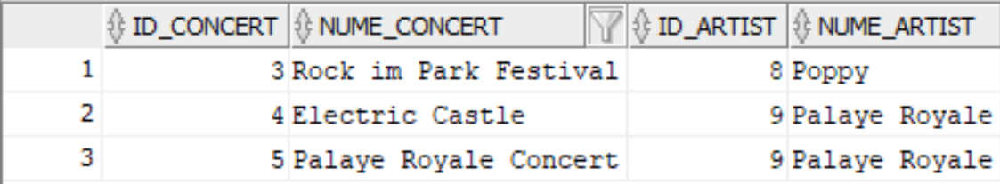 ID_CONCERT NUME_CONCERT ID_ARTIST NUME_ARTIST
1 3 Rock im Park Festival 8 Poppy
2 4 Electric Castle 9 Palaye Royale
3 5 Palaye Royale Concert 9 Palaye Royale